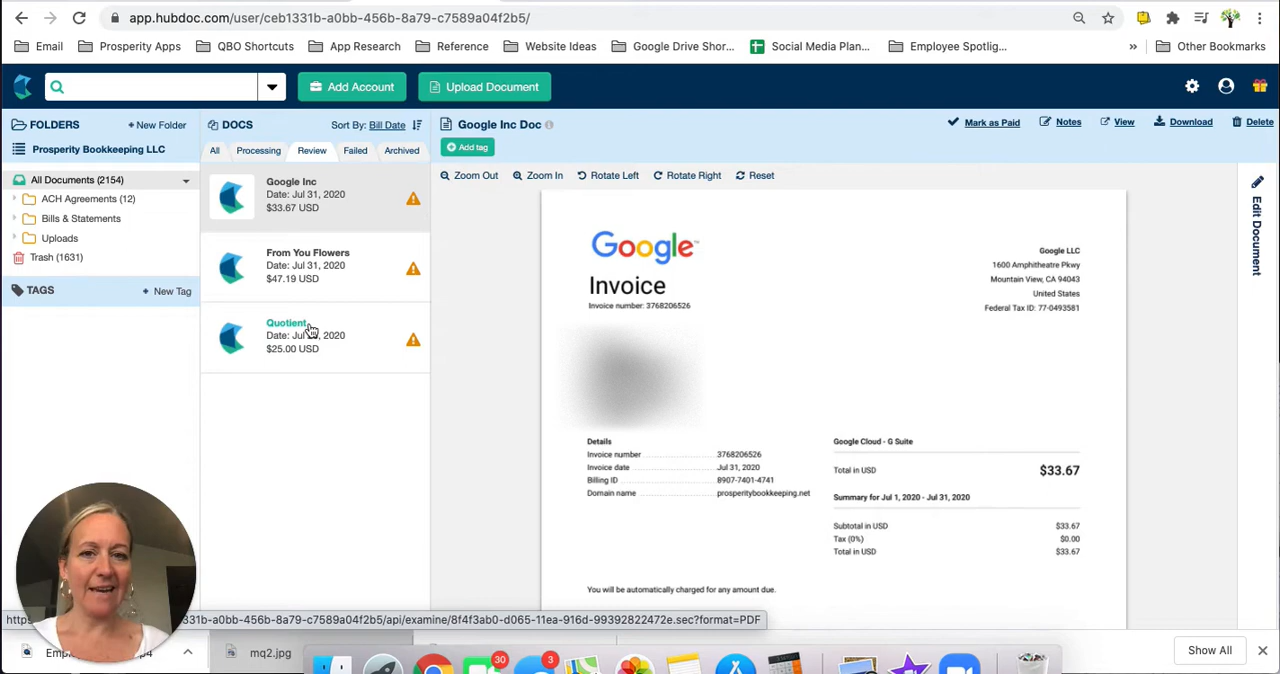 app.hubdoc.com/user/ceb1331b-a0bb-456b-8a79-c7589a04f2b5/
Email
Prosperity Apps
QBO Shortcuts
App Research
Reference
Website Ideas
Google Drive Shor...
Social Media Plan...
Employee Spotlig...
»
Other Bookmarks
Add Account
Upload Document
FOLDERS
+ New Folder
Prosperity Bookkeeping LLC
All Documents (2154)
ACH Agreements (12)
Bills & Statements
Uploads
Trash (1631)
TAGS
+ New Tag
DOCS
Sort By: Bill Date
All
Processing
Review
Failed
Archived
Google Inc
Date: Jul 31, 2020
$33.67 USD
From You Flowers
Date: Jul 31, 2020
$47.19 USD
Quotient
Date: Jul 2020
$25.00 USD
Google Inc Doc
Mark as Paid
Notes
View
Download
Delete
Add tag
Zoom Out
Zoom In
Rotate Left
Rotate Right
Reset
Edit Document
Google
Invoice
Invoice number: 3768206526
Google LLC
1600 Amphitheatre Pkwy
Mountain View, CA 94043
United States
Federal Tax ID: 77-0493581
Details
Invoice number 3768206526
Invoice date Jul 31, 2020
Billing ID 8907-7401-4741
Domain name prosperitybookkeeping.net
Google Cloud - G Suite
Total in USD $33.67
Summary for Jul 1, 2020 - Jul 31, 2020
Subtotal in USD $33.67
Tax (0%) $0.00
Total in USD $33.67
You will be automatically charged for any amount due.
1331b-a0bb-456b-8a79-c7589a04f2b5/api/examine/8f4f3ab0-d065-11ea-916d-99392822472e.sec?format=PDF
mq2.jpg
Show All
30
3